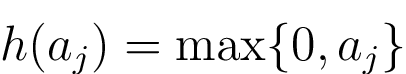 h(a_j) = max{0, a_j}